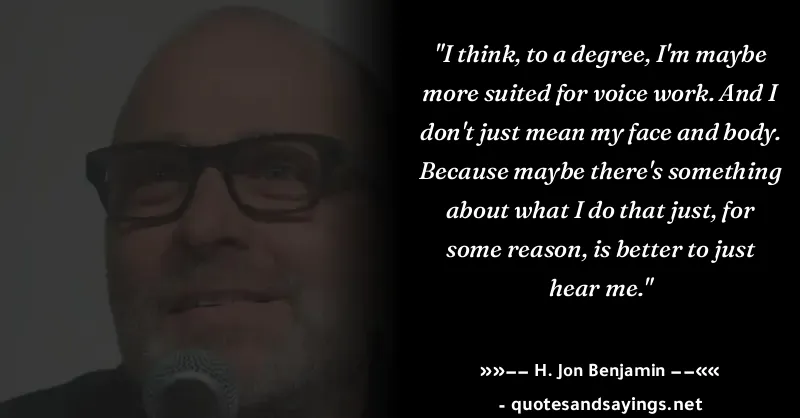 "I think, to a degree, I'm maybe
more suited for voice work. And I
don't just mean my face and body.
Because maybe there's something
about what I do that just, for
some reason, is better to just
hear me."
»»–– H. Jon Benjamin ––««
- quotesandsayings.net